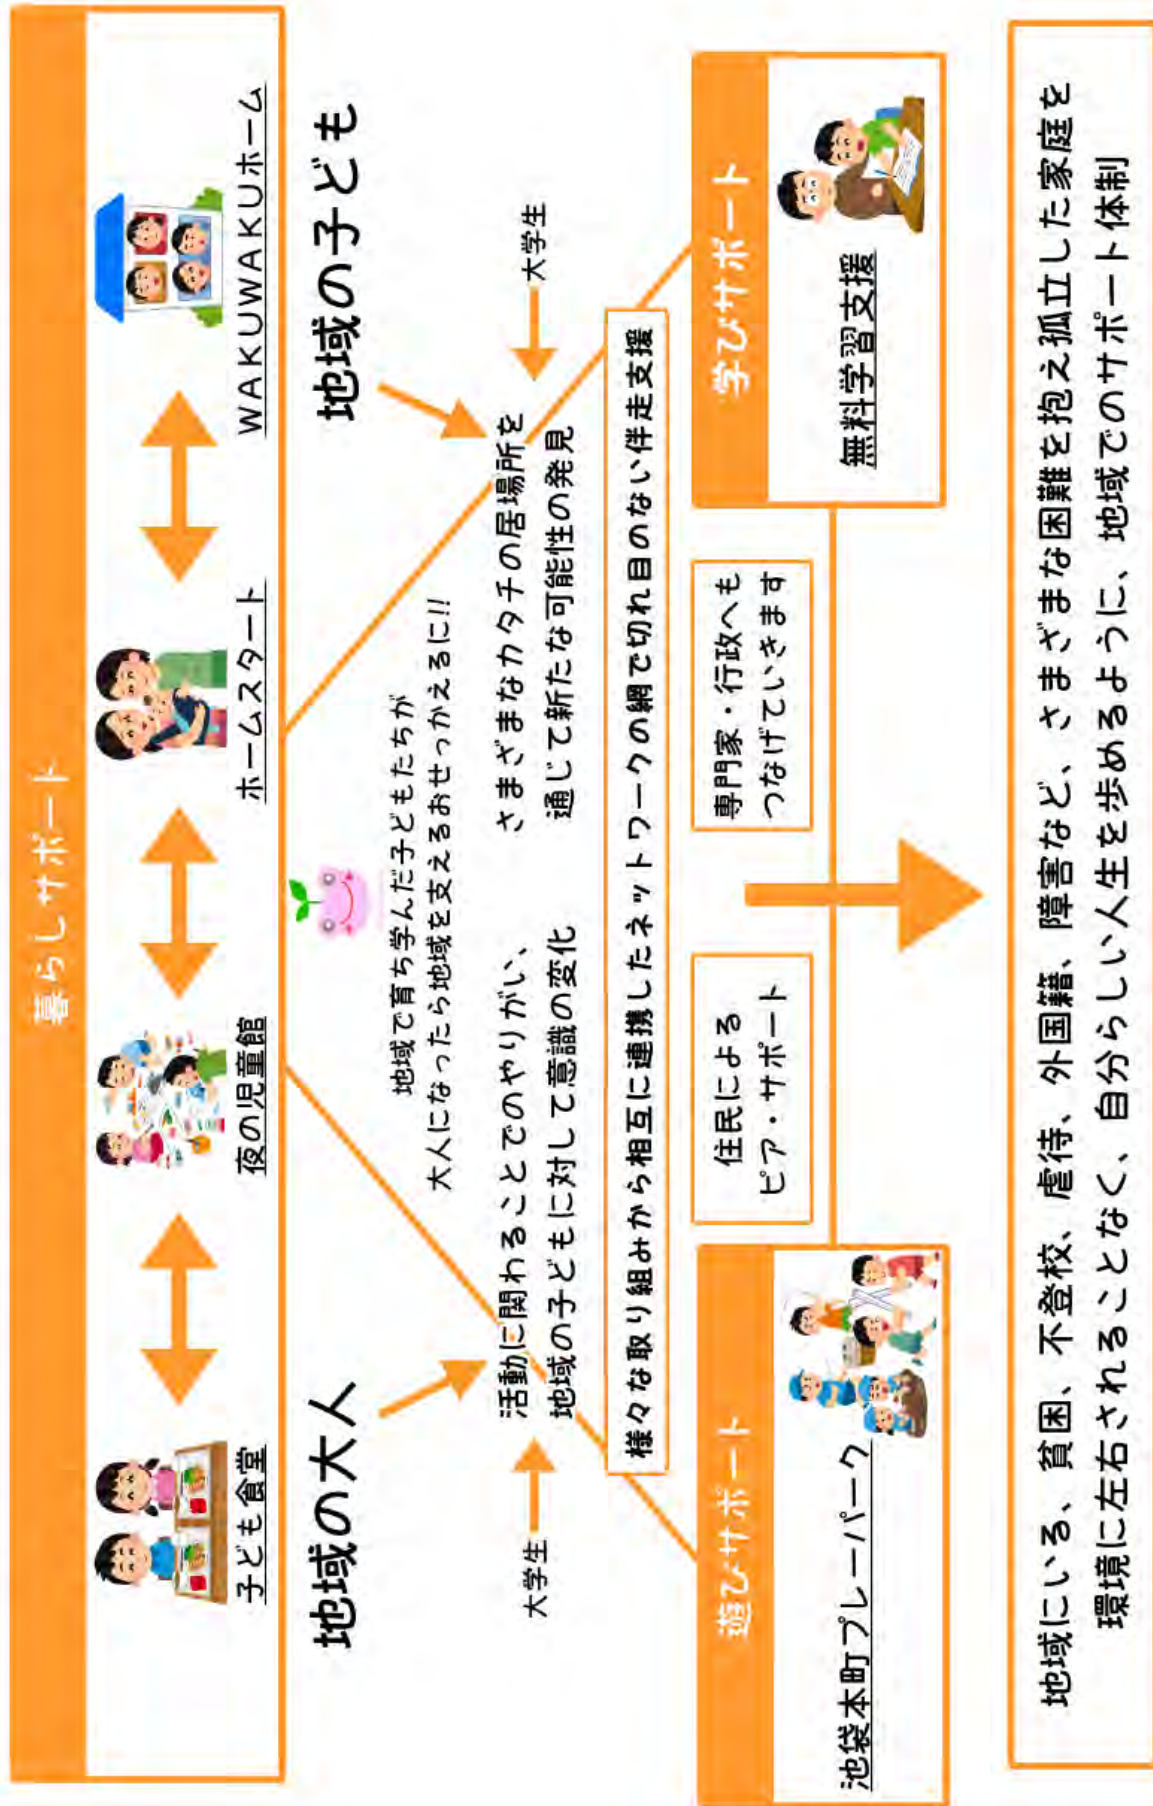 暮らしサポート
子ども食堂
夜の児童館
ホームスタート
WAKUWAKUホーム
地域の大人
地域の子ども
地域で育ち学んだ子どもたちが
大人になったら地域を支えるおせっかえるに!!
大学生
活動に関わることでのやりがい、
地域の子どもに対して意識の変化
さまざまなカタチの居場所を
通じて新たな可能性の発見
大学生
様々な取り組みから相互に連携したネットワークの網で切れ目のない伴走支援
遊びサポート
池袋本町プレーパーク
住民による
ピア・サポート
専門家・行政へも
つなげていきます
学びサポート
無料学習支援
地域にいる、貧困、不登校、虐待、外国籍、障害など、さまざまな困難を抱え孤立した家庭を
環境に左右されることなく、自分らしい人生を歩めるように、地域でのサポート体制